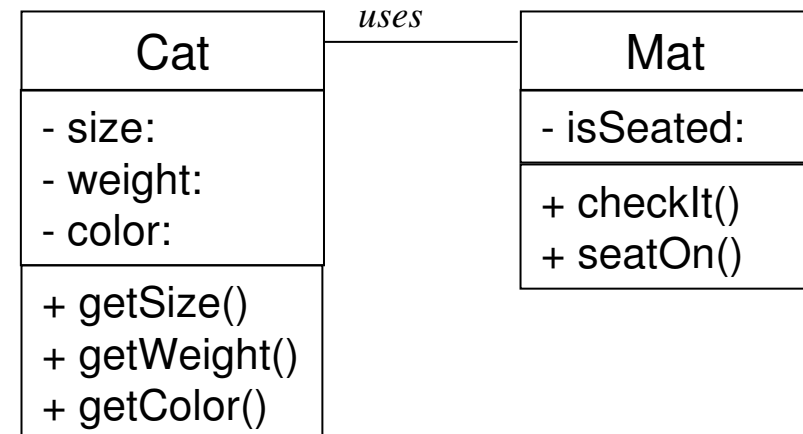 uses
Cat
- size:
- weight:
- color:
+ getSize()
+ getWeight()
+ getColor()
Mat
- isSeated:
+ checkIt()
+ seatOn()